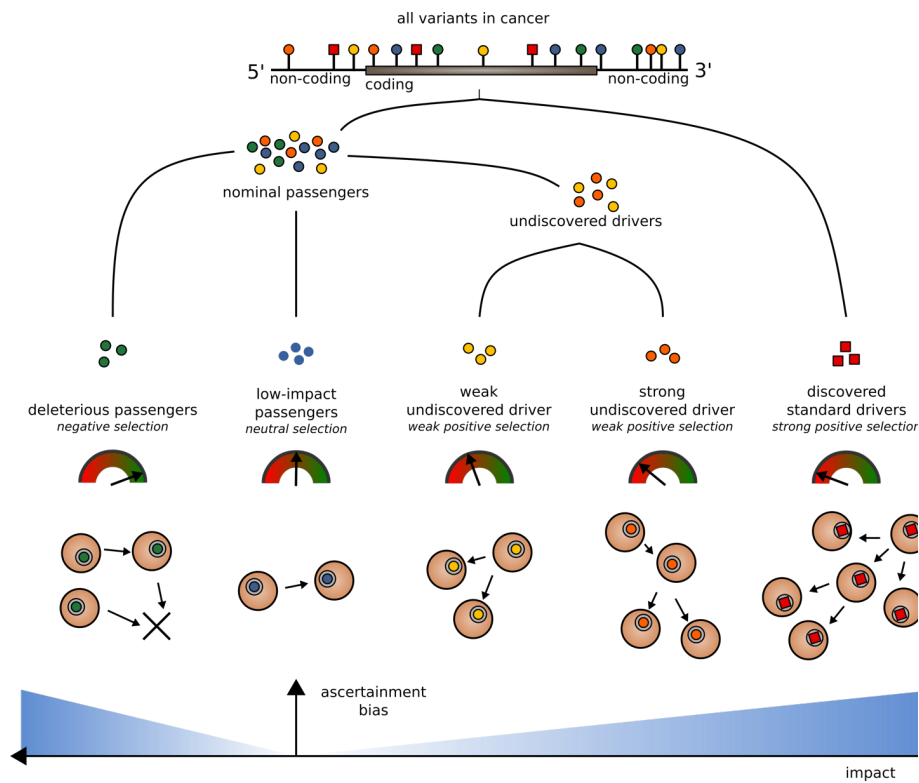 all variants in cancer
5' 3'
non-coding non-coding
coding
nominal passengers
undiscovered drivers
deleterious passengers
negative selection
low-impact
passengers
neutral selection
weak
undiscovered driver
weak positive selection
strong
undiscovered driver
weak positive selection
discovered
standard drivers
strong positive selection
ascertainment
bias
impact